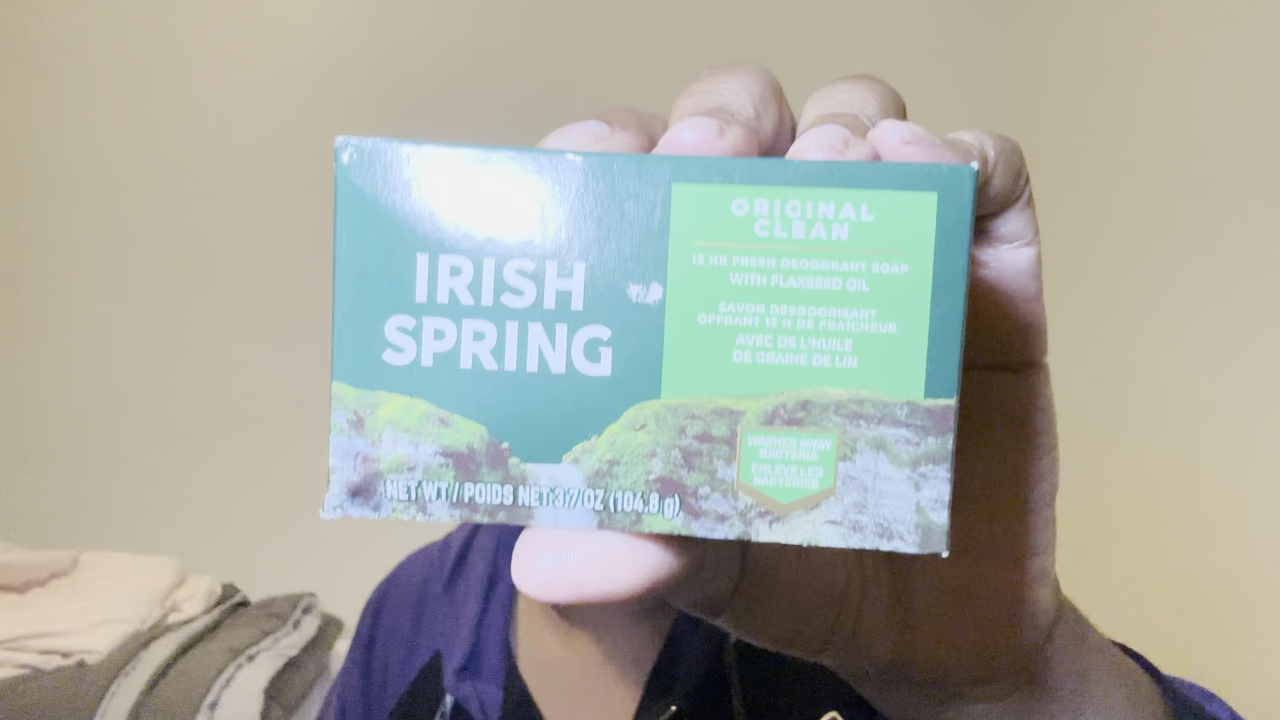 IRISH
SPRING
ORIGINAL
CLEAN
12 HR FRESH DEODORANT SOAP
WITH FLAXSEED OIL
SAVON DESODORISANT
OFFRANT 12 H DE FRAÎCHEUR
AVEC DE L'HUILE
DE GRAINE DE LIN
WASHES AWAY
BACTERIA
ENLÈVE LES
BACTÉRIES
NET WT / POIDS NET 3.7 OZ (104.8 g)